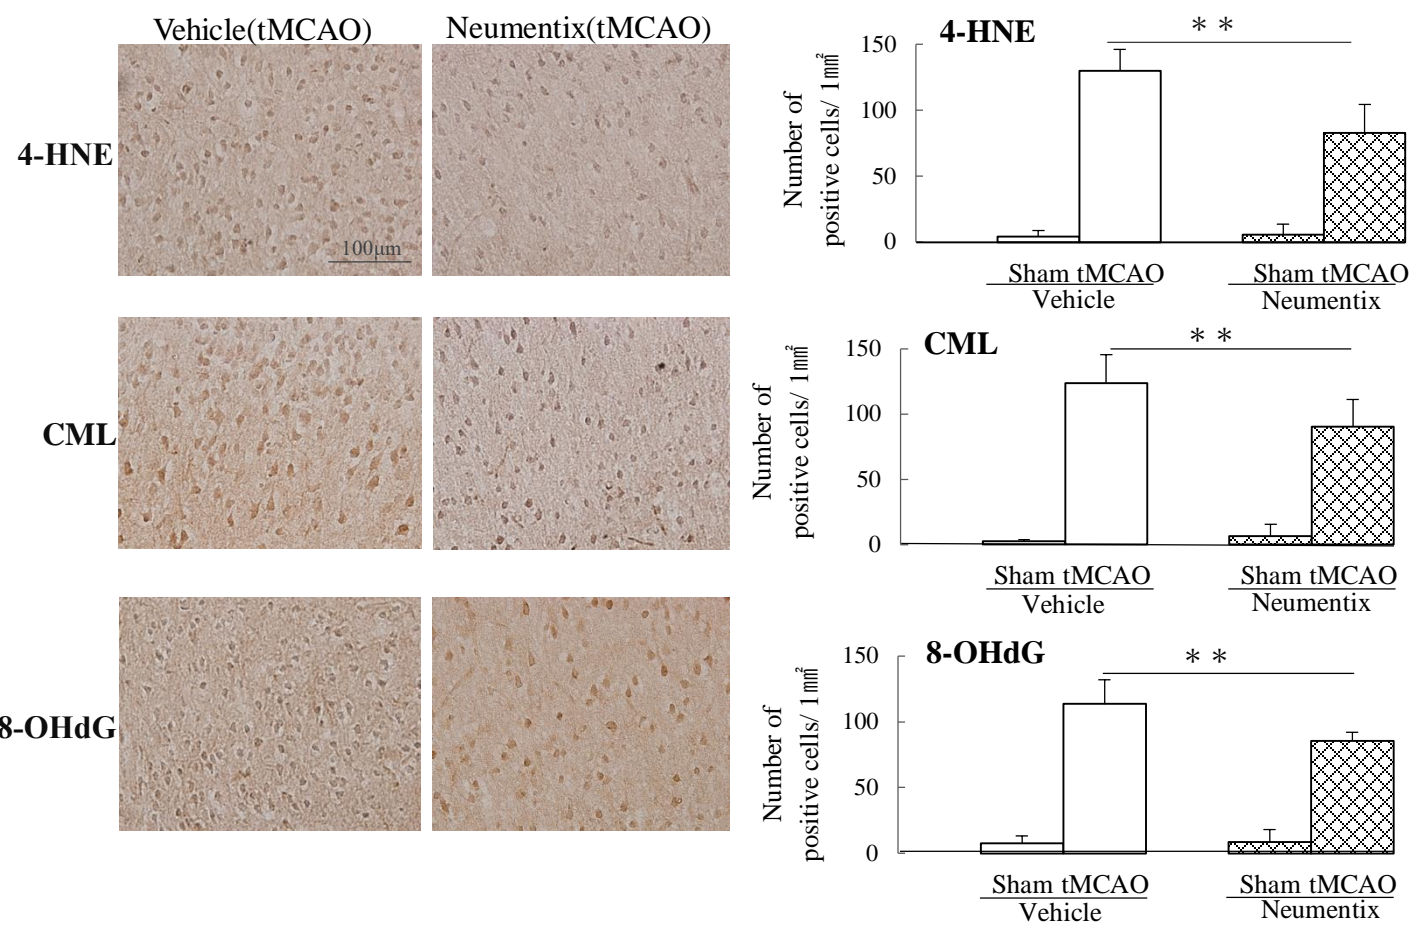 Vehicle(tMCAO)
Neumentix(tMCAO)
4-HNE
100μm
CML
8-OHdG
4-HNE
＊＊
Number of
positive cells/ 1㎟
150
100
50
0
Sham tMCAO
Sham tMCAO
Vehicle
Neumentix
CML
＊＊
Number of
positive cells/ 1㎟
150
100
50
0
Sham tMCAO
Sham tMCAO
Vehicle
Neumentix
8-OHdG
＊＊
Number of
positive cells/ 1㎟
150
100
50
0
Sham tMCAO
Sham tMCAO
Vehicle
Neumentix